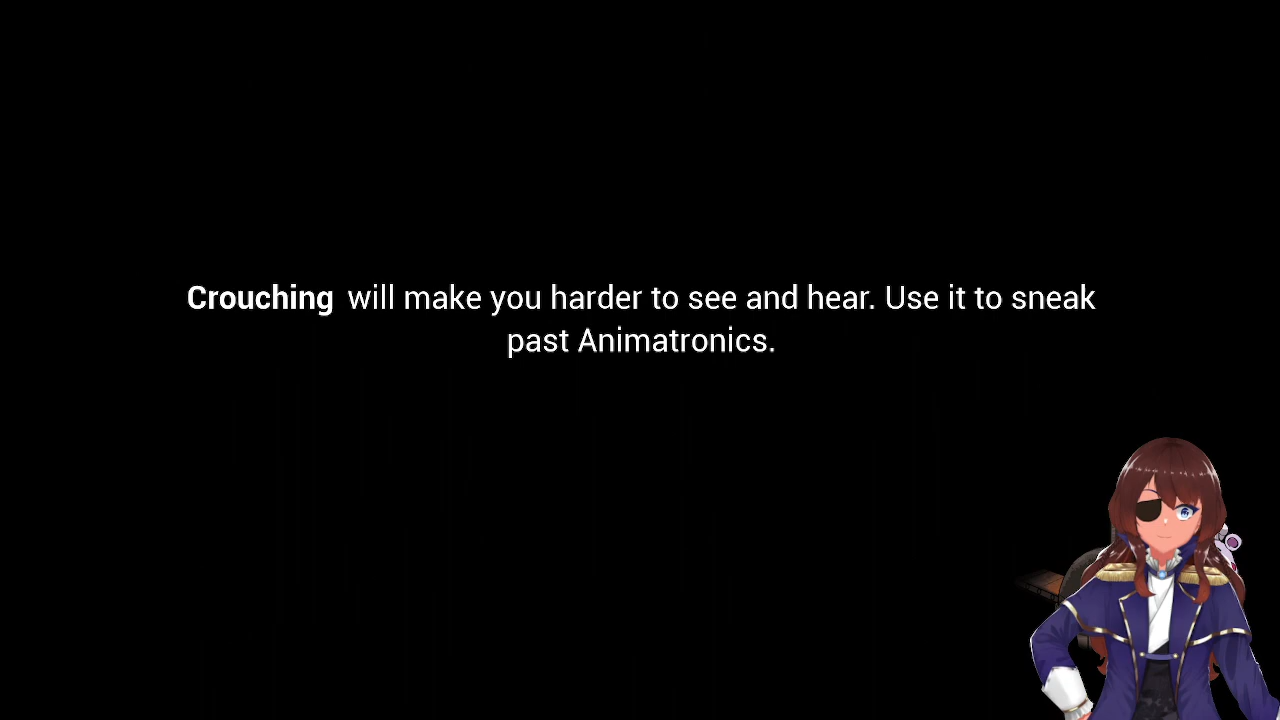 Crouching will make you harder to see and hear. Use it to sneak
past Animatronics.